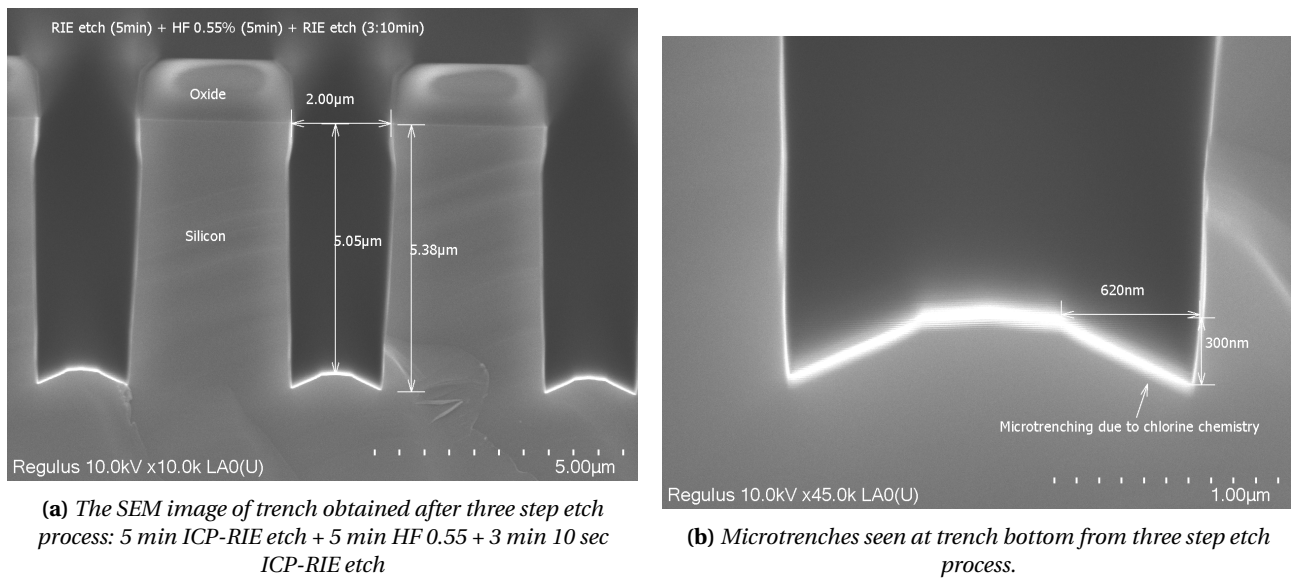 RIE etch (5min) + HF 0.55% (5min) + RIE etch (3:10min)
Oxide
2.00µm
5.05µm
5.38µm
Silicon
Regulus 10.0kV x10.0k LA0(U)
5.00µm
(a) The SEM image of trench obtained after three step etch
process: 5 min ICP-RIE etch + 5 min HF 0.55 + 3 min 10 sec
ICP-RIE etch
620nm
300nm
Microtrenching due to chlorine chemistry
Regulus 10.0kV x45.0k LA0(U)
1.00µm
(b) Microtrenches seen at trench bottom from three step etch
process.